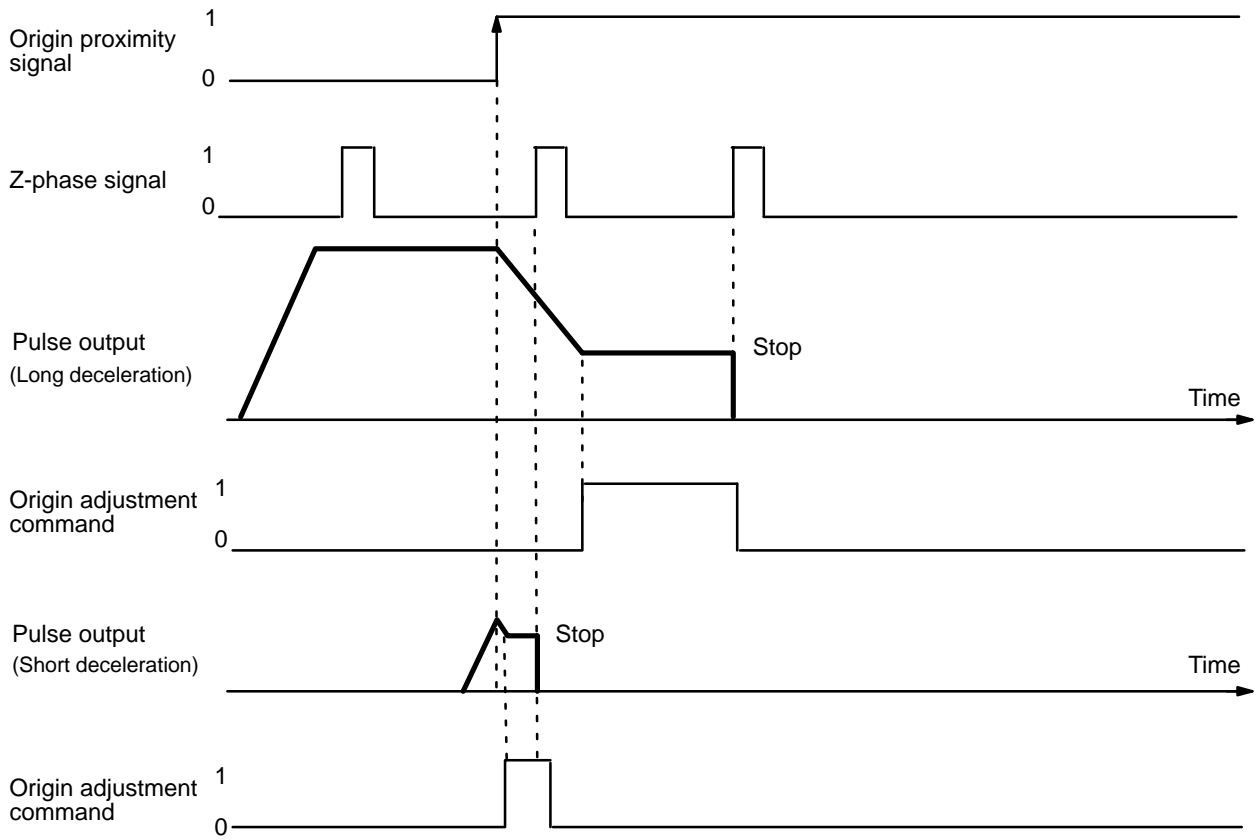 1
Origin proximity
signal
0
1
Z-phase signal
0
Pulse output
(Long deceleration)
Stop
Time
Origin adjustment
command
1
0
Pulse output
(Short deceleration)
Stop
Time
Origin adjustment
command
1
0